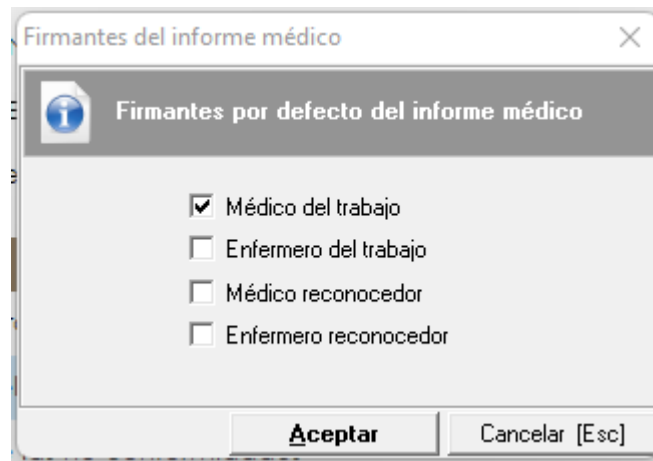 Firmantes del informe médico
Firmantes por defecto del informe médico
Médico del trabajo
Enfermero del trabajo
Médico reconocedor
Enfermero reconocedor
Aceptar
Cancelar [Esc]